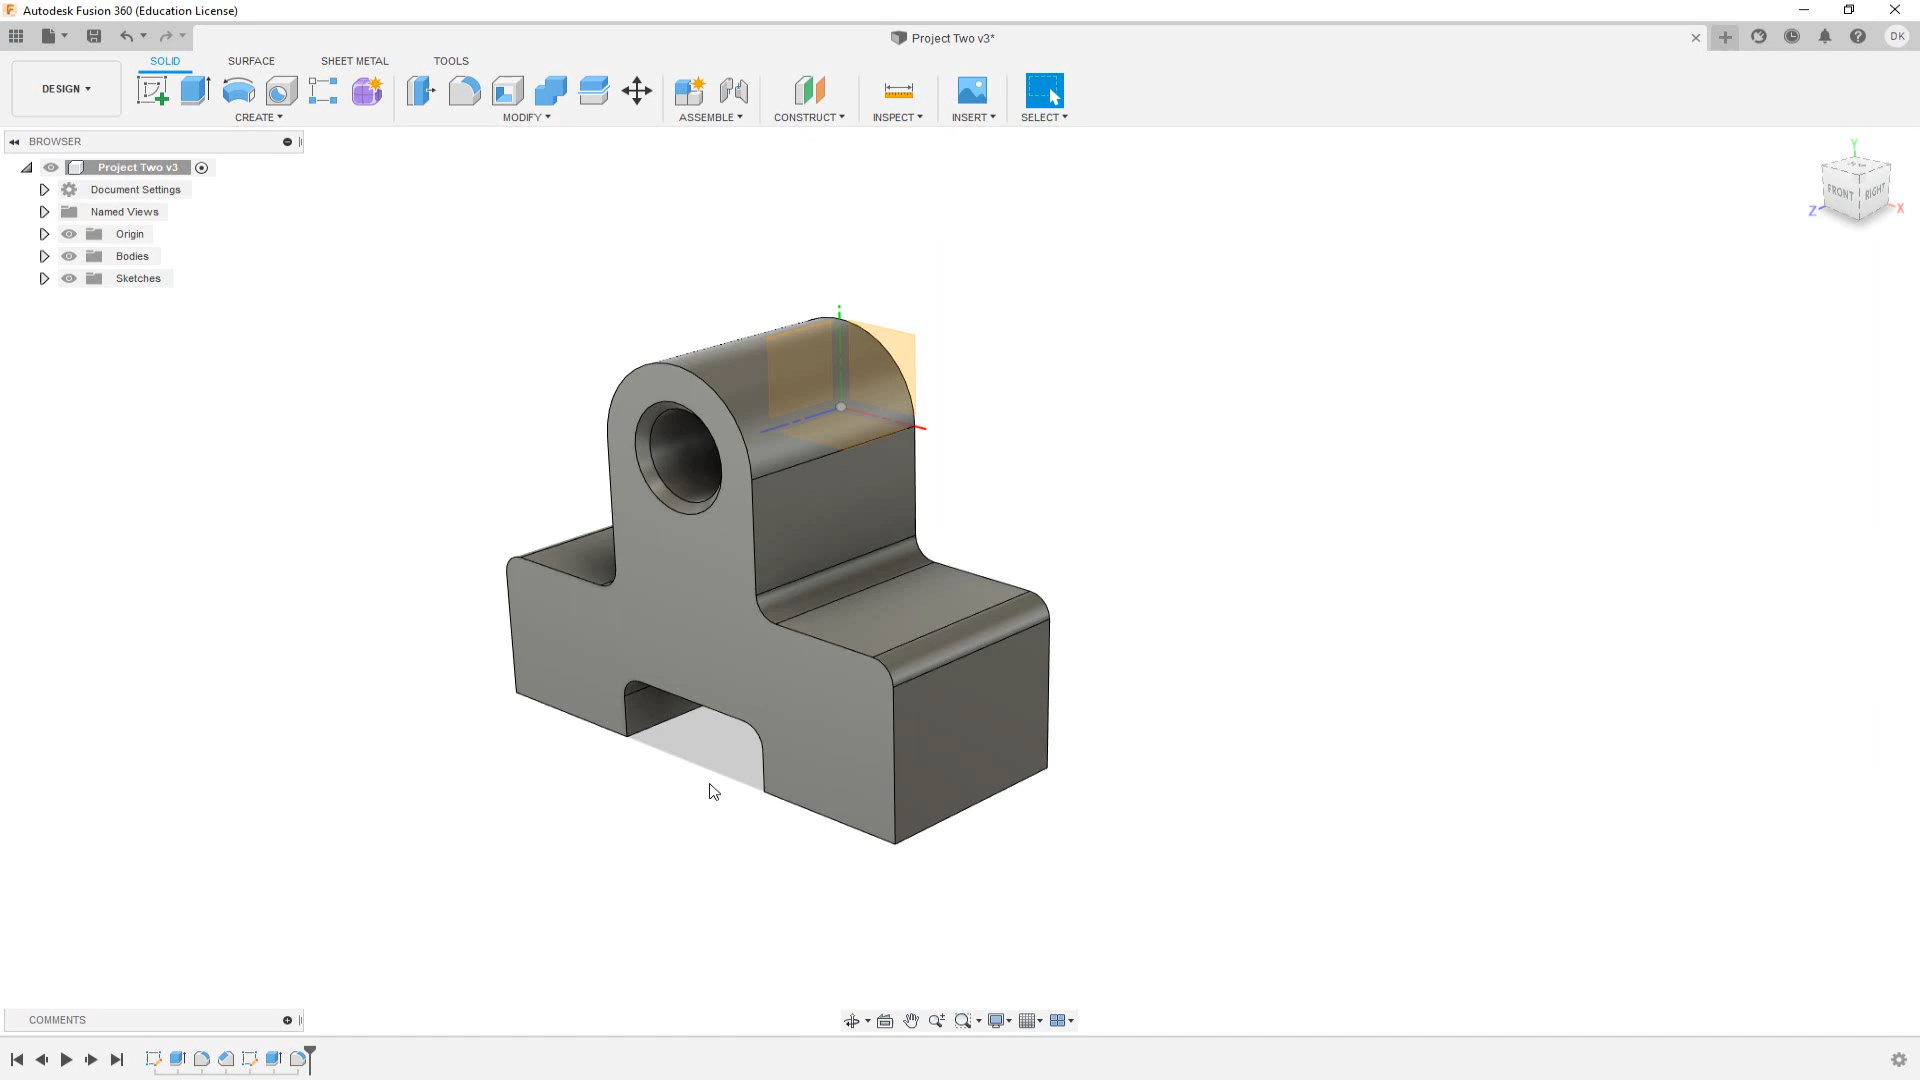 Autodesk Fusion 360 (Education License)
Project Two v3*
DK
SOLID SURFACE SHEET METAL TOOLS
DESIGN
CREATE MODIFY ASSEMBLE CONSTRUCT INSPECT INSERT SELECT
BROWSER
Project Two v3
Document Settings
Named Views
Origin
Bodies
Sketches
Y
FRONT RIGHT
Z X
COMMENTS